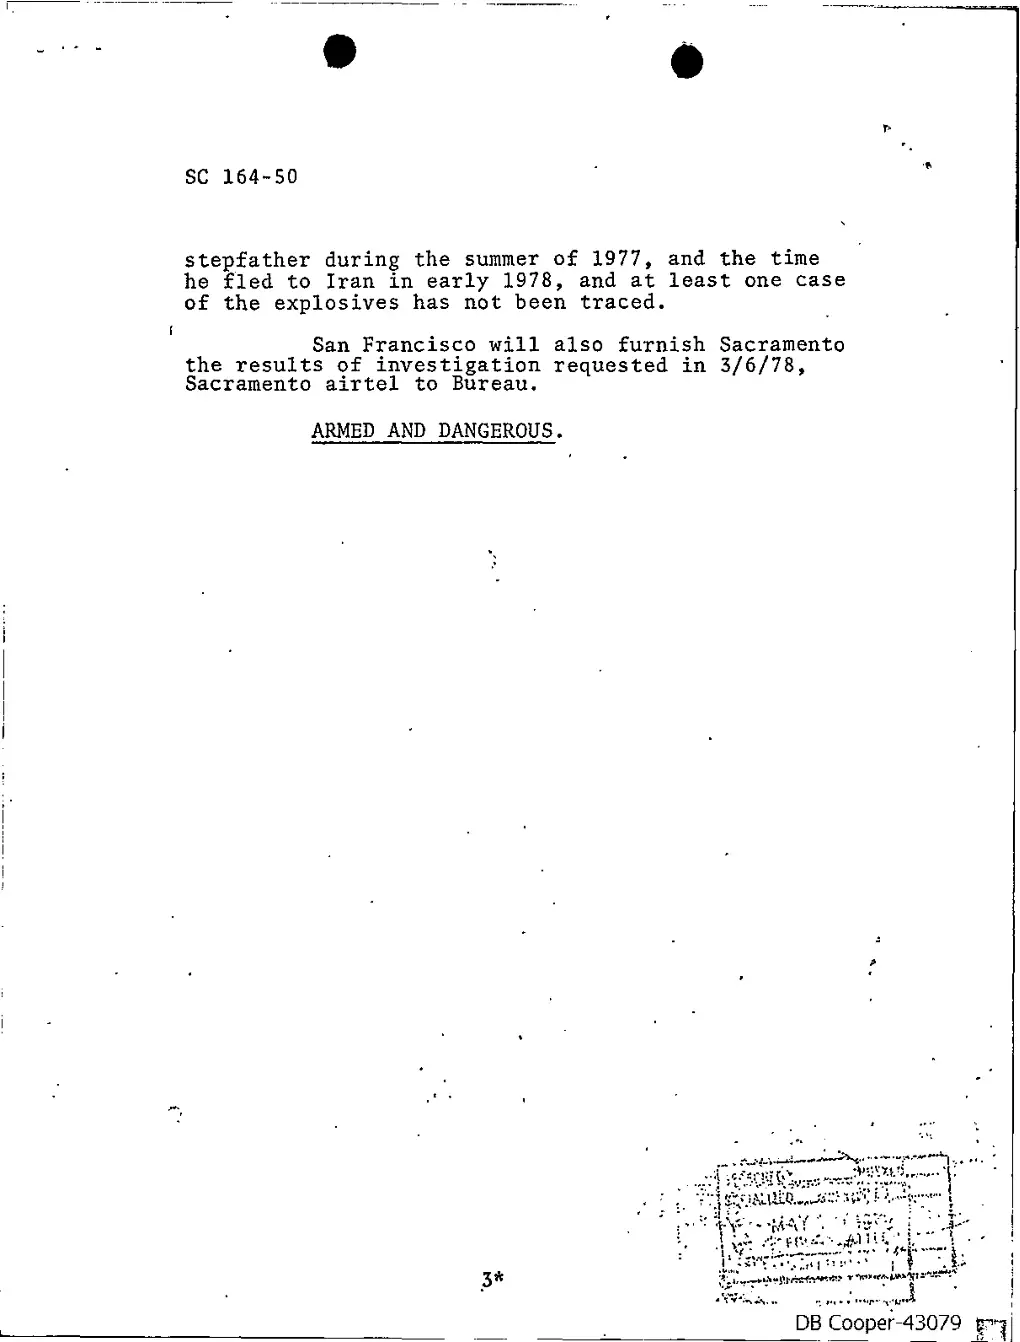 SC 164-50
stepfather during the summer of 1977, and the time
he fled to Iran in early 1978, and at least one case
of the explosives has not been traced.
San Francisco will also furnish Sacramento
the results of investigation requested in 3/6/78,
Sacramento airtel to Bureau.
ARMED AND DANGEROUS.
MAY
3*
DB Cooper-43079